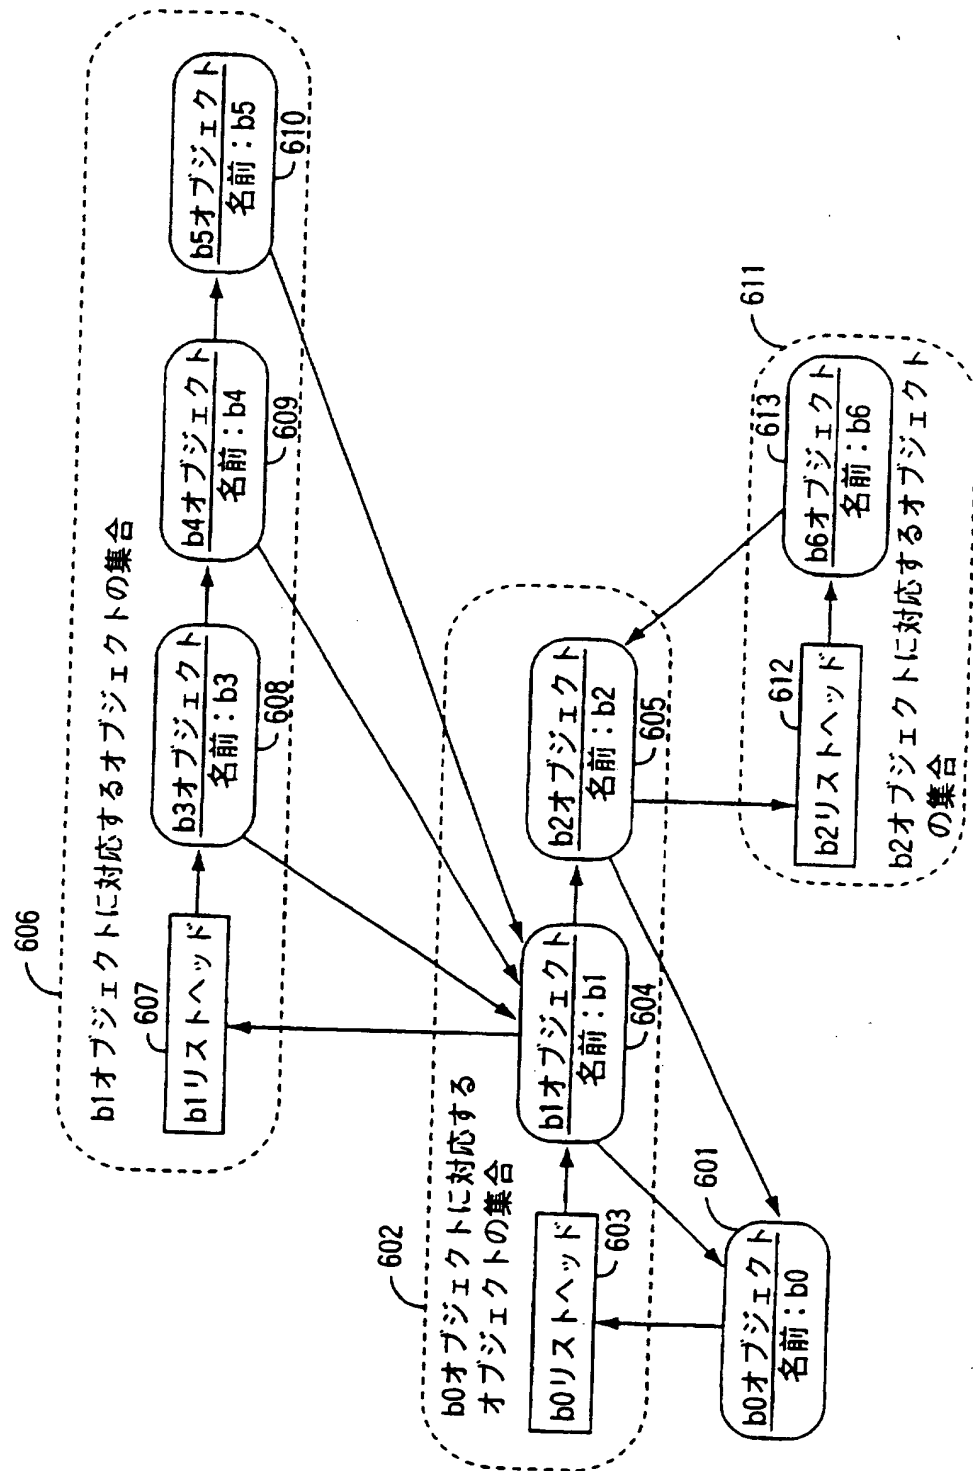 606
b1オブジェクトに対応するオブジェクトの集合
607
b1リストヘッド
b3オブジェクト
名前：b3
608
b4オブジェクト
名前：b4
609
b5オブジェクト
名前：b5
610
602
b0オブジェクトに対応する
オブジェクトの集合
b0リストヘッド
603
b1オブジェクト
名前：b1
604
b2オブジェクト
名前：b2
605
601
b0オブジェクト
名前：b0
611
612
b2リストヘッド
613
b6オブジェクト
名前：b6
b2オブジェクトに対応するオブジェクト
の集合